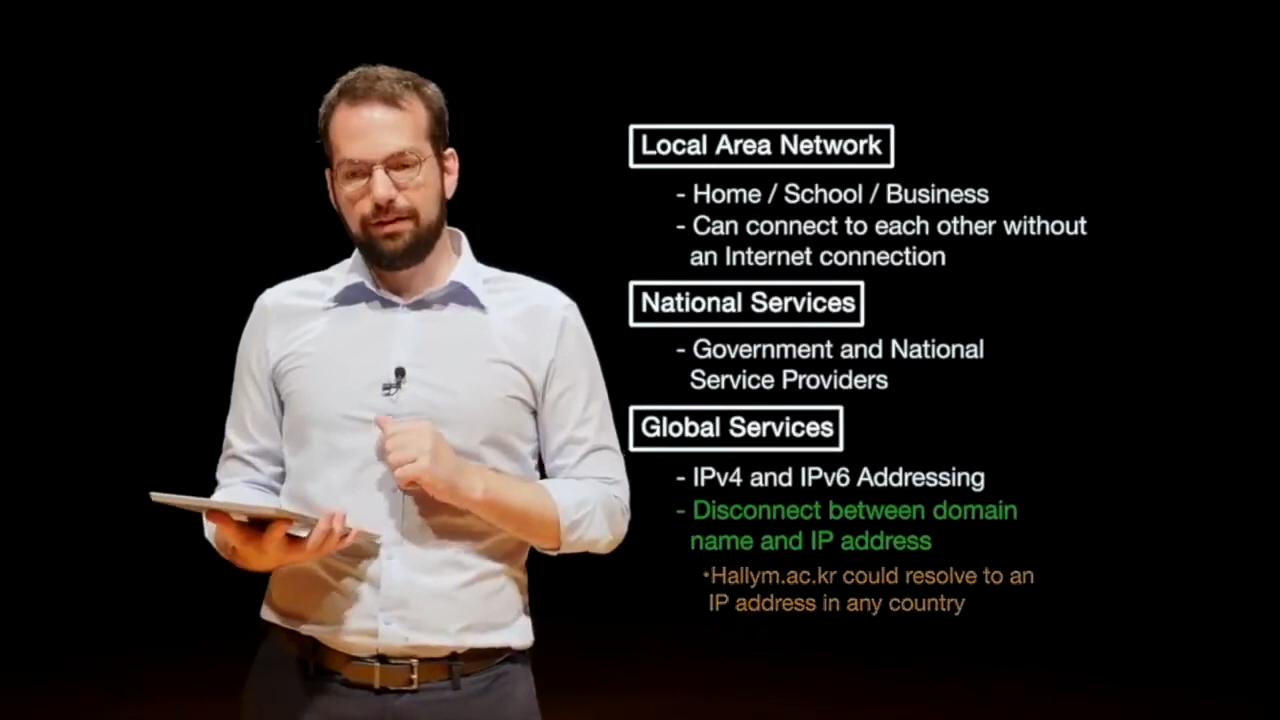 Local Area Network
- Home / School / Business
- Can connect to each other without
an Internet connection
National Services
- Government and National
Service Providers
Global Services
- IPv4 and IPv6 Addressing
- Disconnect between domain
name and IP address
•Hallym.ac.kr could resolve to an
IP address in any country